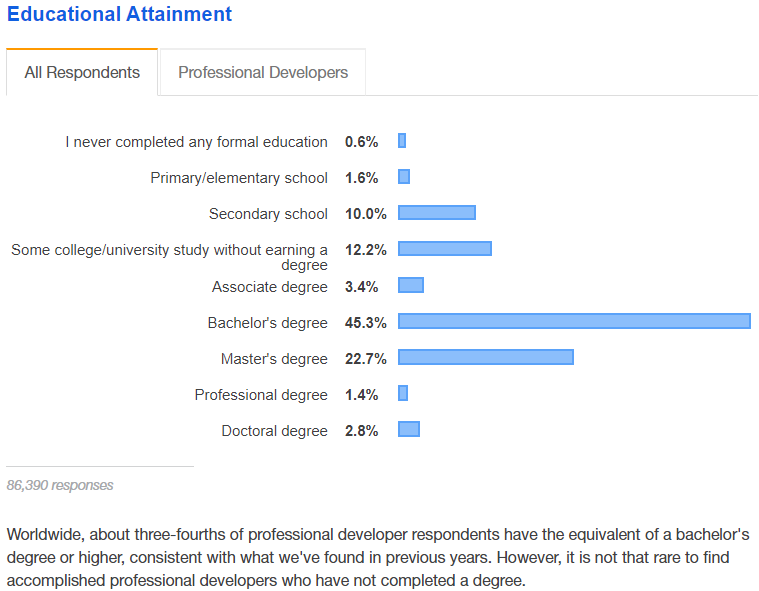 Educational Attainment
All Respondents
Professional Developers
I never completed any formal education 0.6%
Primary/elementary school 1.6%
Secondary school 10.0%
Some college/university study without earning a 12.2%
degree
Associate degree 3.4%
Bachelor's degree 45.3%
Master's degree 22.7%
Professional degree 1.4%
Doctoral degree 2.8%
86,390 responses
Worldwide, about three-fourths of professional developer respondents have the equivalent of a bachelor's
degree or higher, consistent with what we've found in previous years. However, it is not that rare to find
accomplished professional developers who have not completed a degree.